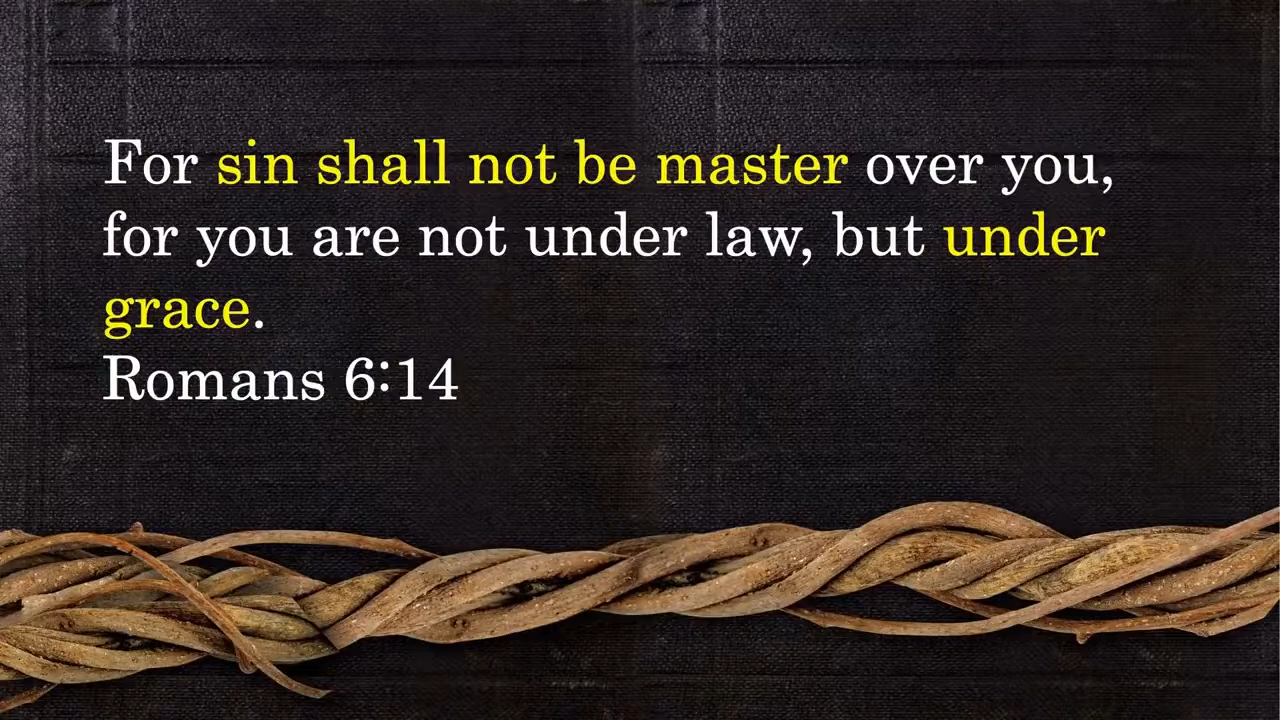 For sin shall not be master over you,
for you are not under law, but under
grace.
Romans 6:14